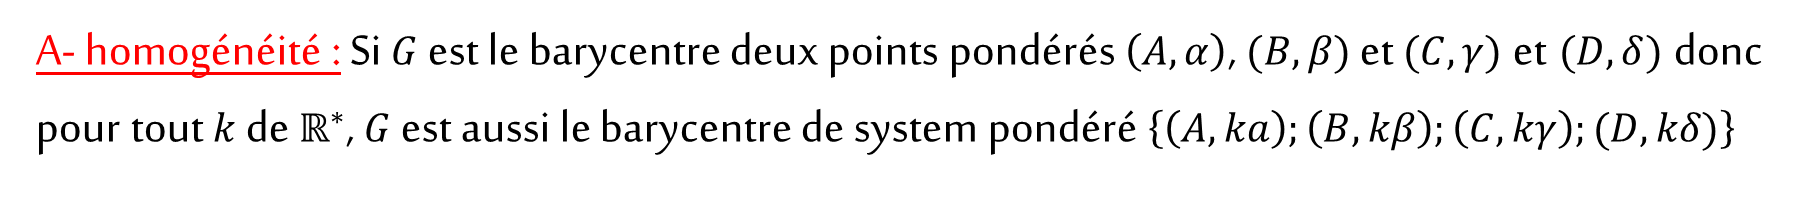 A- homogénéité : Si G est le barycentre deux points pondérés (A, α), (B, β) et (C, γ) et (D, δ) donc
pour tout k de ℝ*, G est aussi le barycentre de system pondéré {(A, ka); (B, kβ); (C, kγ); (D, kδ)}